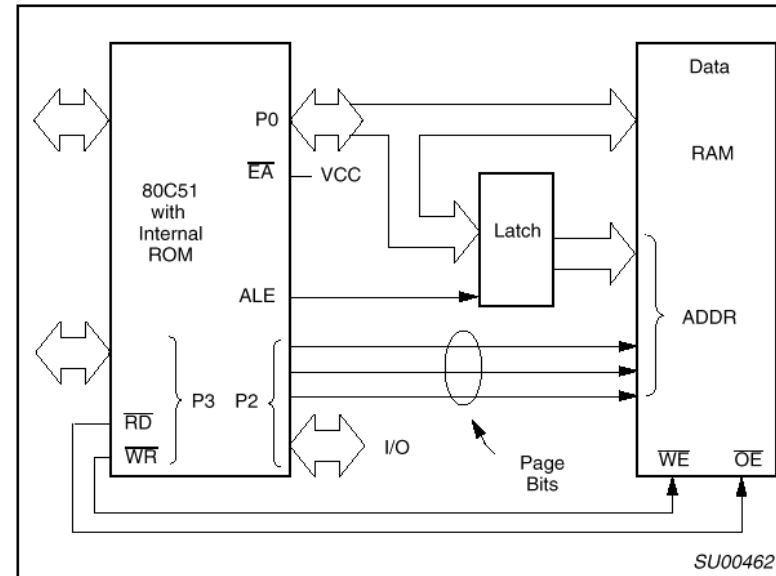 P0
EA
VCC
80C51
with
Internal
ROM
ALE
P3
P2
RD
WR
I/O
Latch
Page
Bits
Data
RAM
ADDR
WE
OE
SU00462